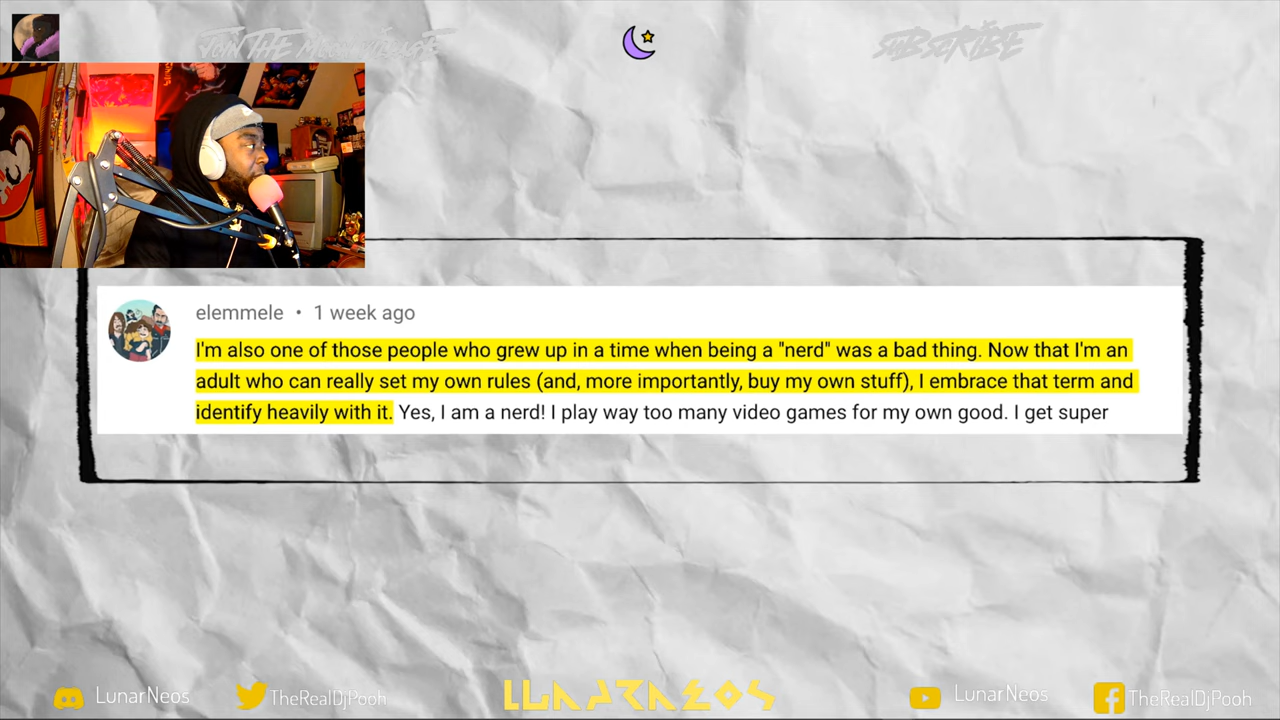 JOIN THE
SUBSCRIBE
elemmele • 1 week ago
I'm also one of those people who grew up in a time when being a "nerd" was a bad thing. Now that I'm an
adult who can really set my own rules (and, more importantly, buy my own stuff), I embrace that term and
identify heavily with it. Yes, I am a nerd! I play way too many video games for my own good. I get super
LunarNeos
TheRealDjPooh
LUNARNEOS
LunarNeos
TheRealDjPooh